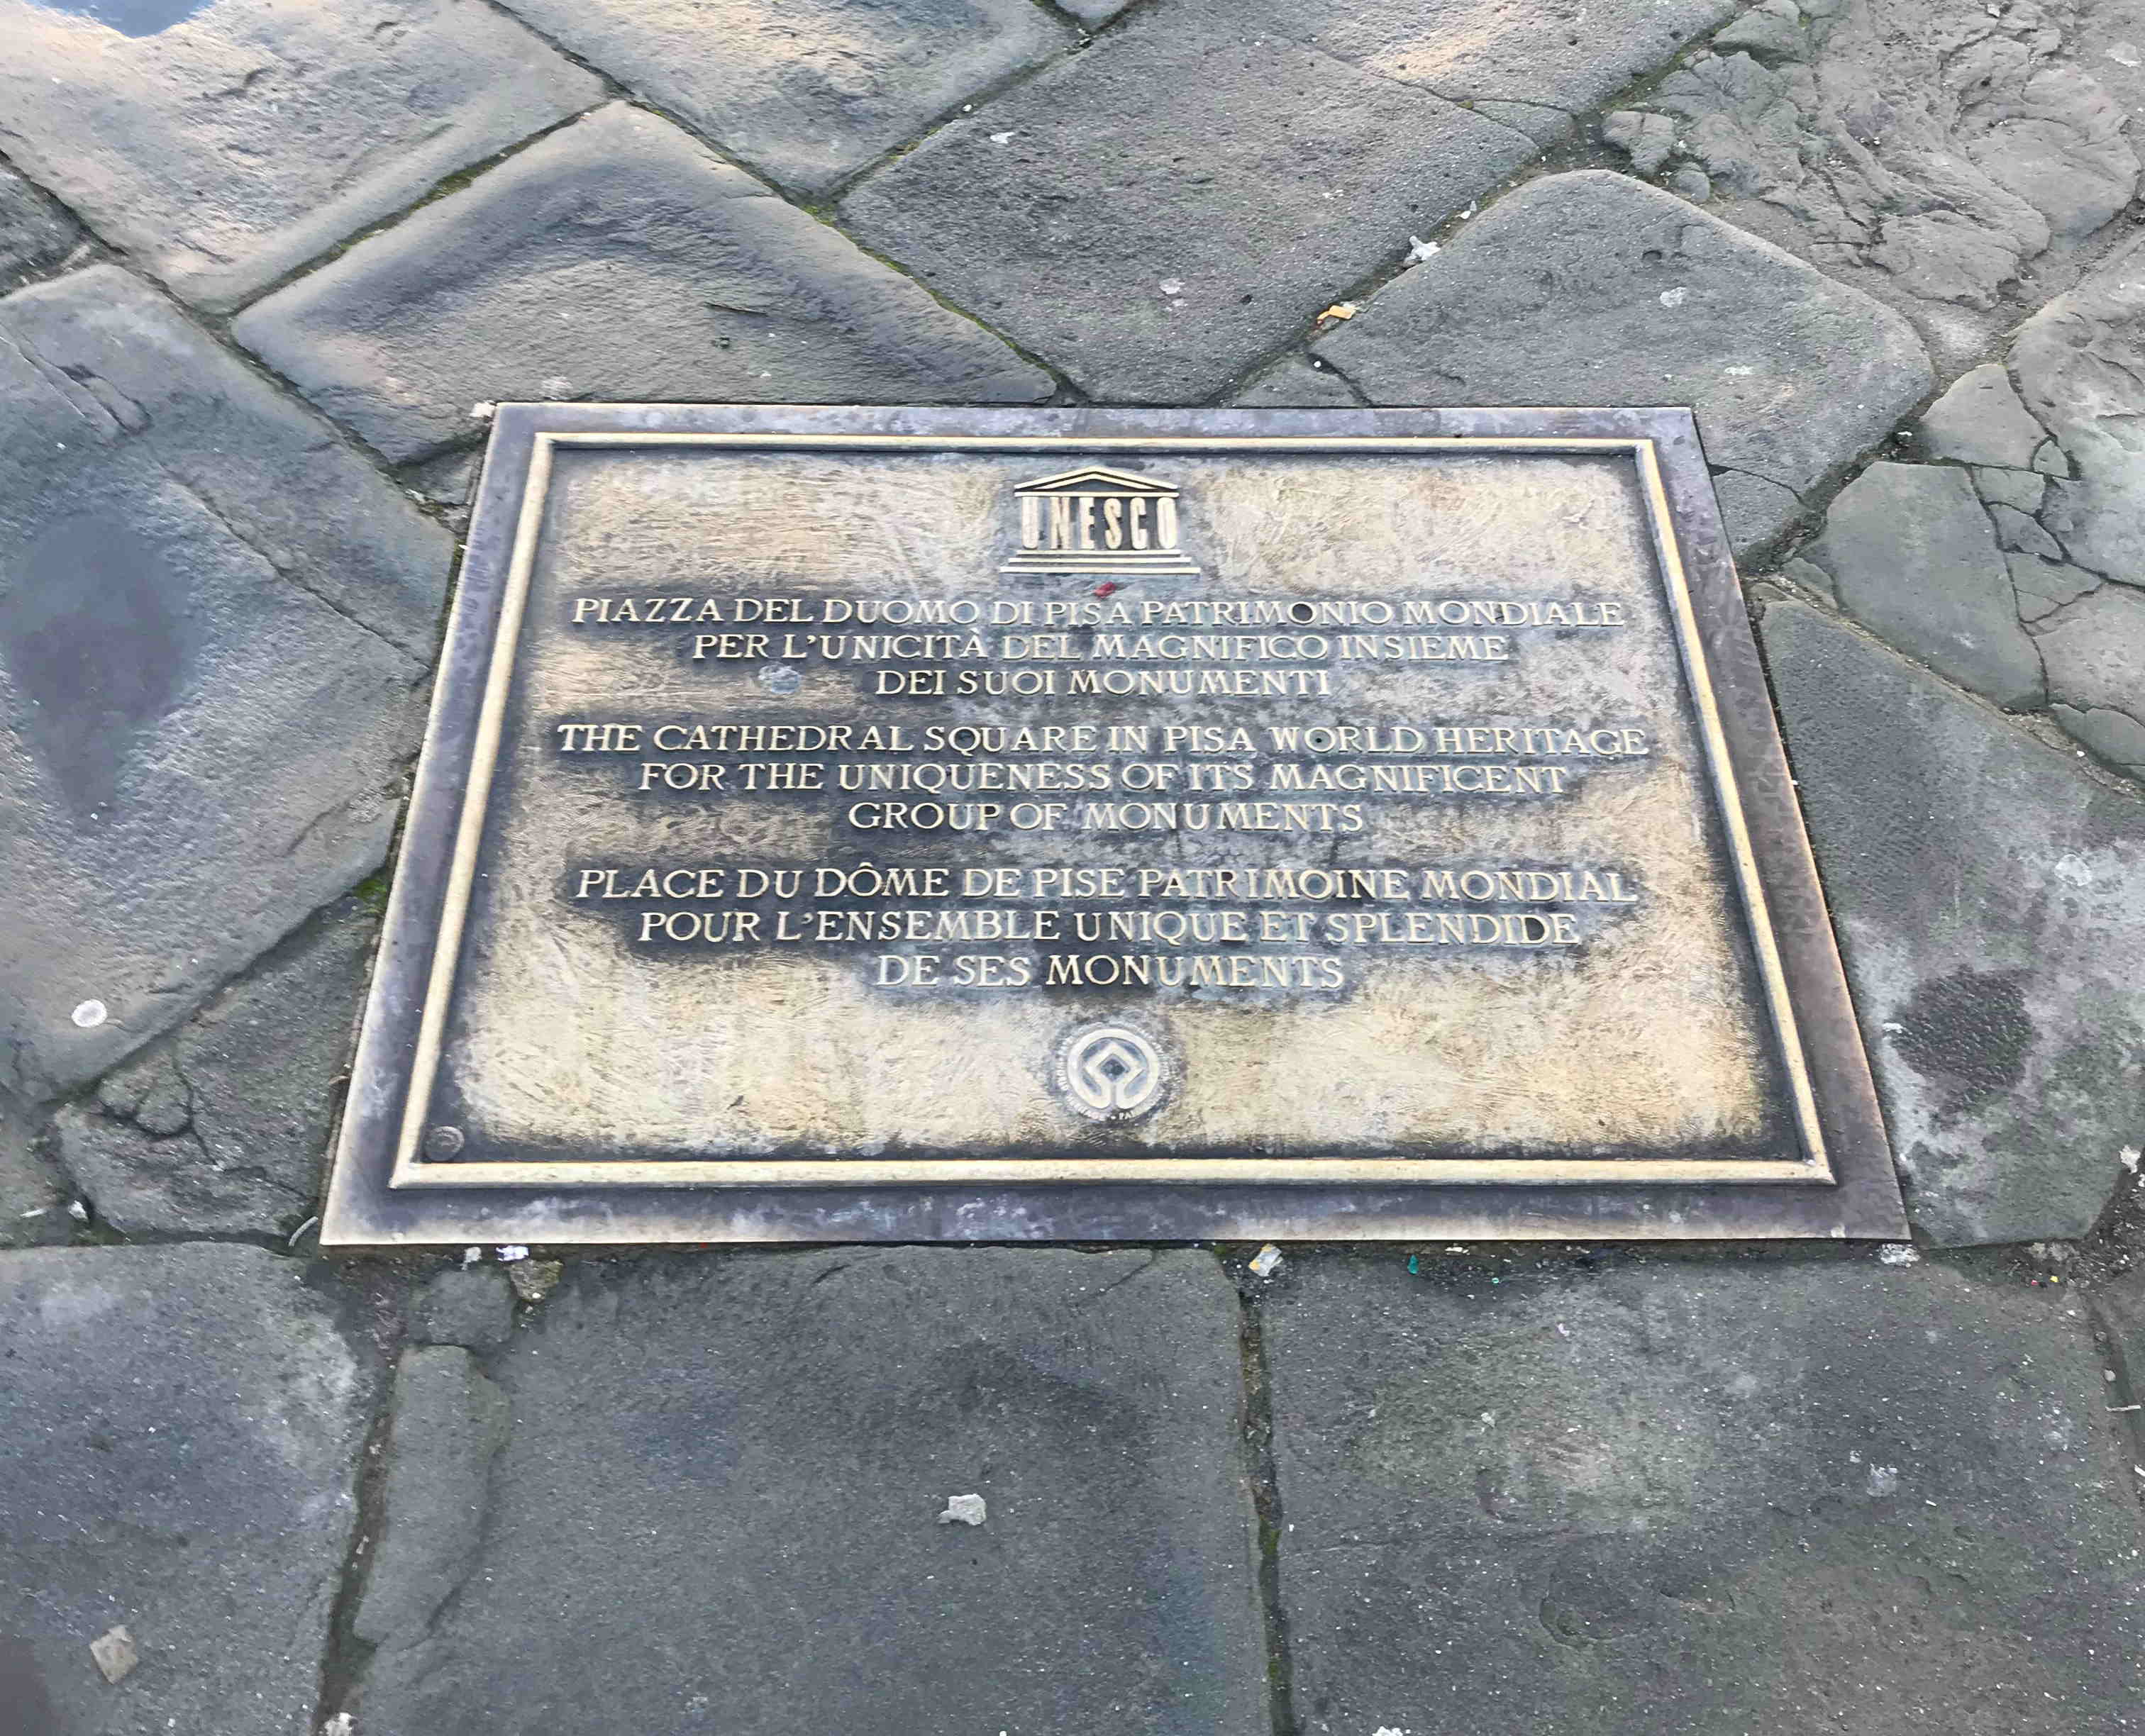 UNESCO
PIAZZA DEL DUOMO DI PISA PATRIMONIO MONDIALE
PER L'UNICITÀ DEL MAGNIFICO INSIEME
DEI SUOI MONUMENTI
THE CATHEDRAL SQUARE IN PISA WORLD HERITAGE
FOR THE UNIQUENESS OF ITS MAGNIFICENT
GROUP OF MONUMENTS
PLACE DU DÔME DE PISE PATRIMOINE MONDIAL
POUR L'ENSEMBLE UNIQUE ET SPLENDIDE
DE SES MONUMENTS